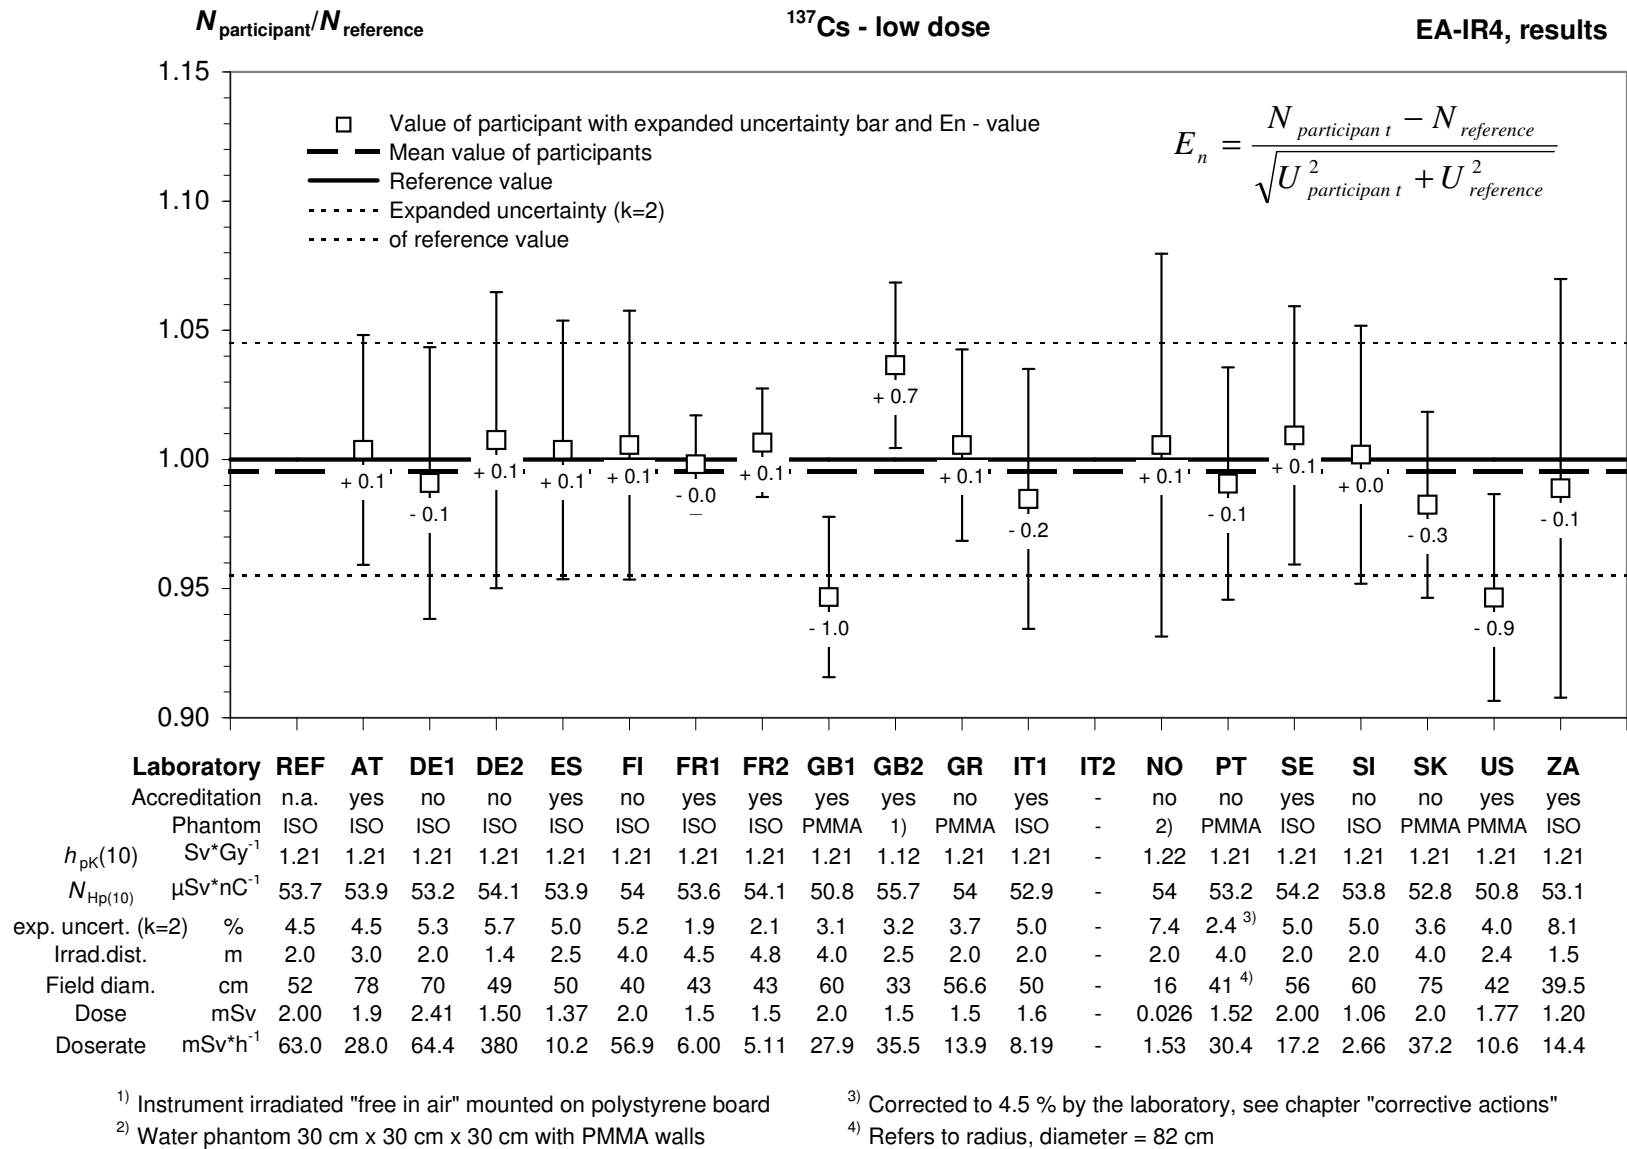 N participant/N reference
137Cs - low dose
EA-IR4, results
1.15
1.10
1.05
1.00
0.95
0.90
Value of participant with expanded uncertainty bar and En - value
Mean value of participants
Reference value
Expanded uncertainty (k=2)
of reference value
E n = N participan t − N reference / √ U 2 participan t + U 2 reference
+ 0.1 - 0.1 + 0.1 + 0.1 + 0.1 - 0.0 + 0.1 - 1.0 + 0.7 + 0.1 - 0.2 + 0.1 - 0.1 + 0.1 + 0.0 - 0.3 - 0.9 - 0.1
Laboratory REF AT DE1 DE2 ES FI FR1 FR2 GB1 GB2 GR IT1 IT2 NO PT SE SI SK US ZA
Accreditation n.a. yes no no yes no yes yes yes yes no yes - no no yes no no yes yes
Phantom ISO ISO ISO ISO ISO ISO ISO ISO PMMA 1) PMMA ISO - 2) PMMA ISO ISO PMMA PMMA ISO
hpK(10) Sv*Gy-1 1.21 1.21 1.21 1.21 1.21 1.21 1.21 1.21 1.21 1.12 1.21 1.21 - 1.22 1.21 1.21 1.21 1.21 1.21 1.21
NHp(10) µSv*nC-1 53.7 53.9 53.2 54.1 53.9 54 53.6 54.1 50.8 55.7 54 52.9 - 54 53.2 54.2 53.8 52.8 50.8 53.1
exp. uncert. (k=2) % 4.5 4.5 5.3 5.7 5.0 5.2 1.9 2.1 3.1 3.2 3.7 5.0 - 7.4 2.4 3) 5.0 5.0 3.6 4.0 8.1
Irrad.dist. m 2.0 3.0 2.0 1.4 2.5 4.0 4.5 4.8 4.0 2.5 2.0 2.0 - 2.0 4.0 2.0 2.0 4.0 2.4 1.5
Field diam. cm 52 78 70 49 50 40 43 43 60 33 56.6 50 - 16 41 4) 56 60 75 42 39.5
Dose mSv 2.00 1.9 2.41 1.50 1.37 2.0 1.5 1.5 2.0 1.5 1.5 1.6 - 0.026 1.52 2.00 1.06 2.0 1.77 1.20
Doserate mSv*h-1 63.0 28.0 64.4 380 10.2 56.9 6.00 5.11 27.9 35.5 13.9 8.19 - 1.53 30.4 17.2 2.66 37.2 10.6 14.4
1) Instrument irradiated "free in air" mounted on polystyrene board
2) Water phantom 30 cm x 30 cm x 30 cm with PMMA walls
3) Corrected to 4.5 % by the laboratory, see chapter "corrective actions"
4) Refers to radius, diameter = 82 cm